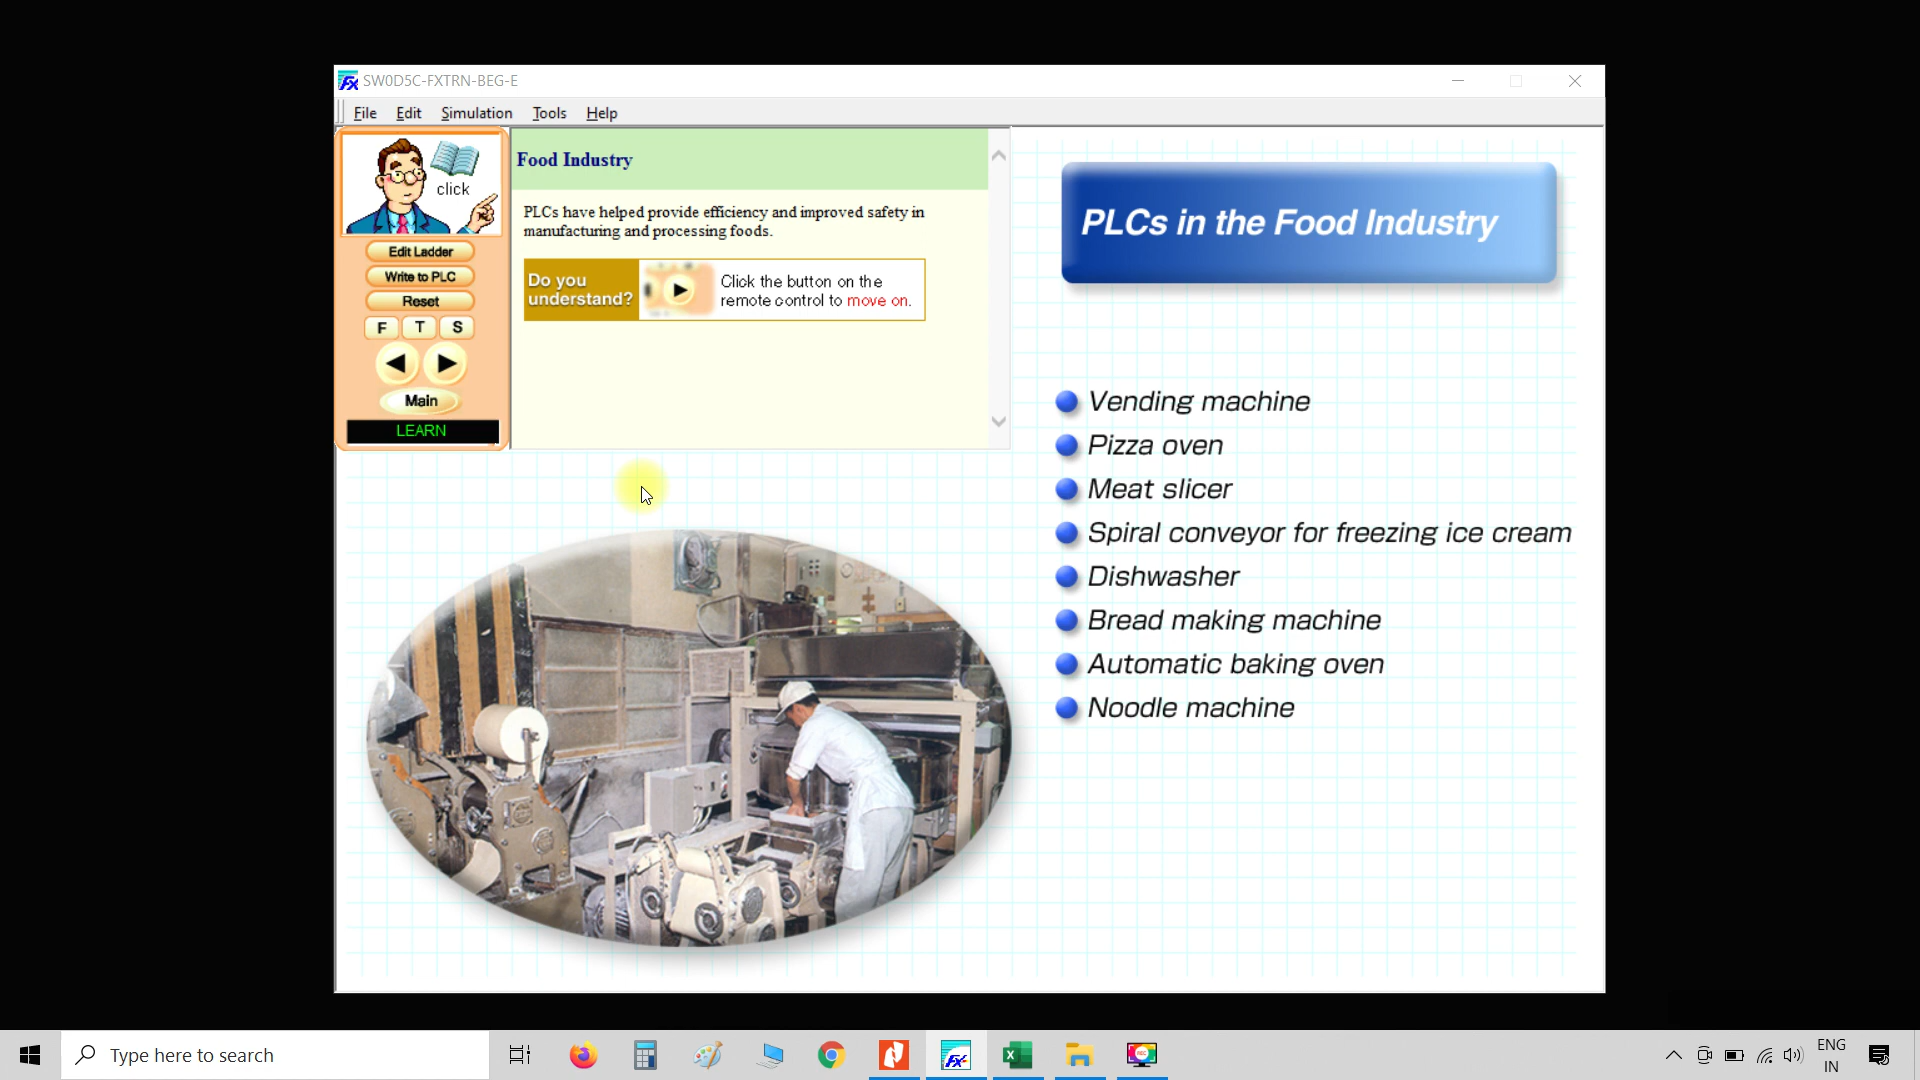 SW0D5C-FXTRN-BEG-E
File Edit Simulation Tools Help
click
Edit Ladder
Write to PLC
Reset
F T S
Main
LEARN
Food Industry
PLCs have helped provide efficiency and improved safety in
manufacturing and processing foods.
Do you
understand?
Click the button on the
remote control to move on.
PLCs in the Food Industry
Vending machine
Pizza oven
Meat slicer
Spiral conveyor for freezing ice cream
Dishwasher
Bread making machine
Automatic baking oven
Noodle machine
Type here to search
ENG
IN